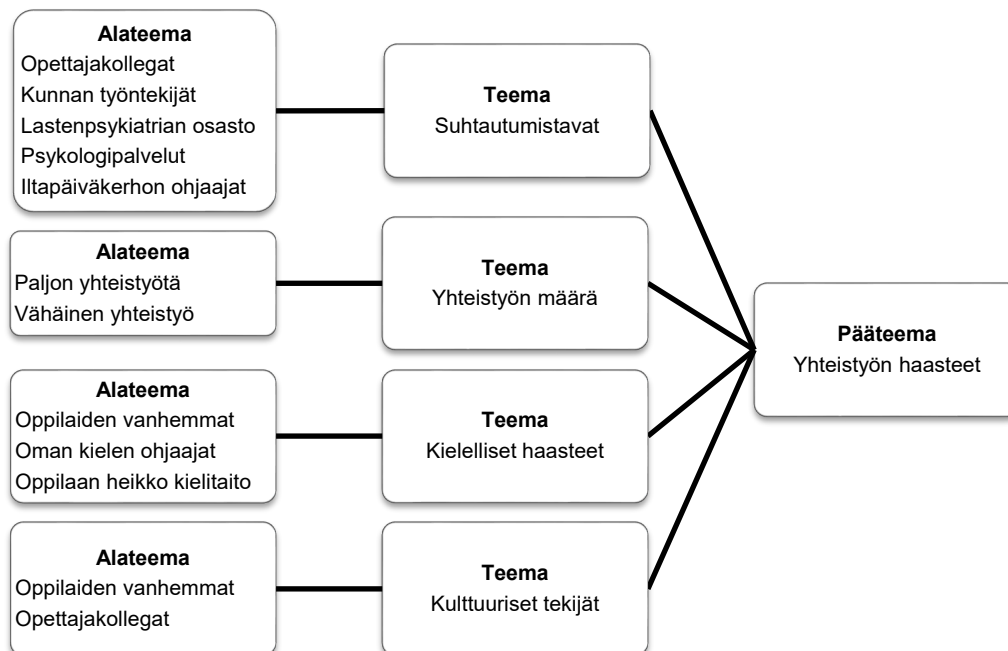 Alateema
Opettajakollegat
Kunnan työntekijät
Lastenpsykiatrian osasto
Psykologipalvelut
Iltapäiväkerhon ohjaajat
Teema
Suhtautumistavat
Alateema
Paljon yhteistyötä
Vähäinen yhteistyö
Teema
Yhteistyön määrä
Pääteema
Yhteistyön haasteet
Alateema
Oppilaiden vanhemmat
Oman kielen ohjaajat
Oppilaan heikko kielitaito
Teema
Kielelliset haasteet
Alateema
Oppilaiden vanhemmat
Opettajakollegat
Teema
Kulttuuriset tekijät